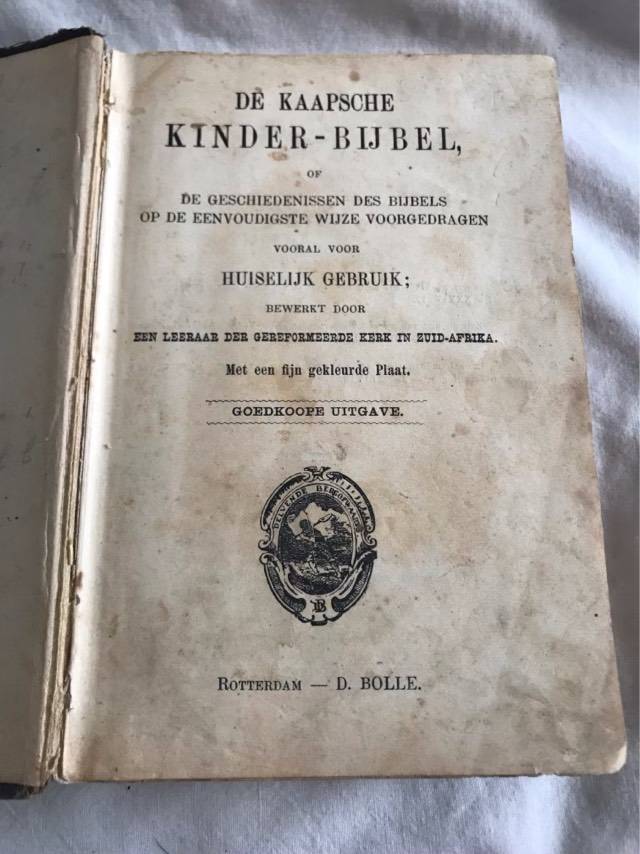 DE KAAPSCHE
KINDER-BIJBEL,
OF
DE GESCHIEDENISSEN DES BIJBELS
OP DE EENVOUDIGSTE WIJZE VOORGEDRAGEN
VOORAL VOOR
HUISELIJK GEBRUIK;
BEWERKT DOOR
EEN LEERAAR DER GEREFORMEERDE KERK IN ZUID-AFRIKA.
Met een fijn gekleurde Plaat.
GOEDKOOPE UITGAVE.
ROTTERDAM — D. BOLLE.